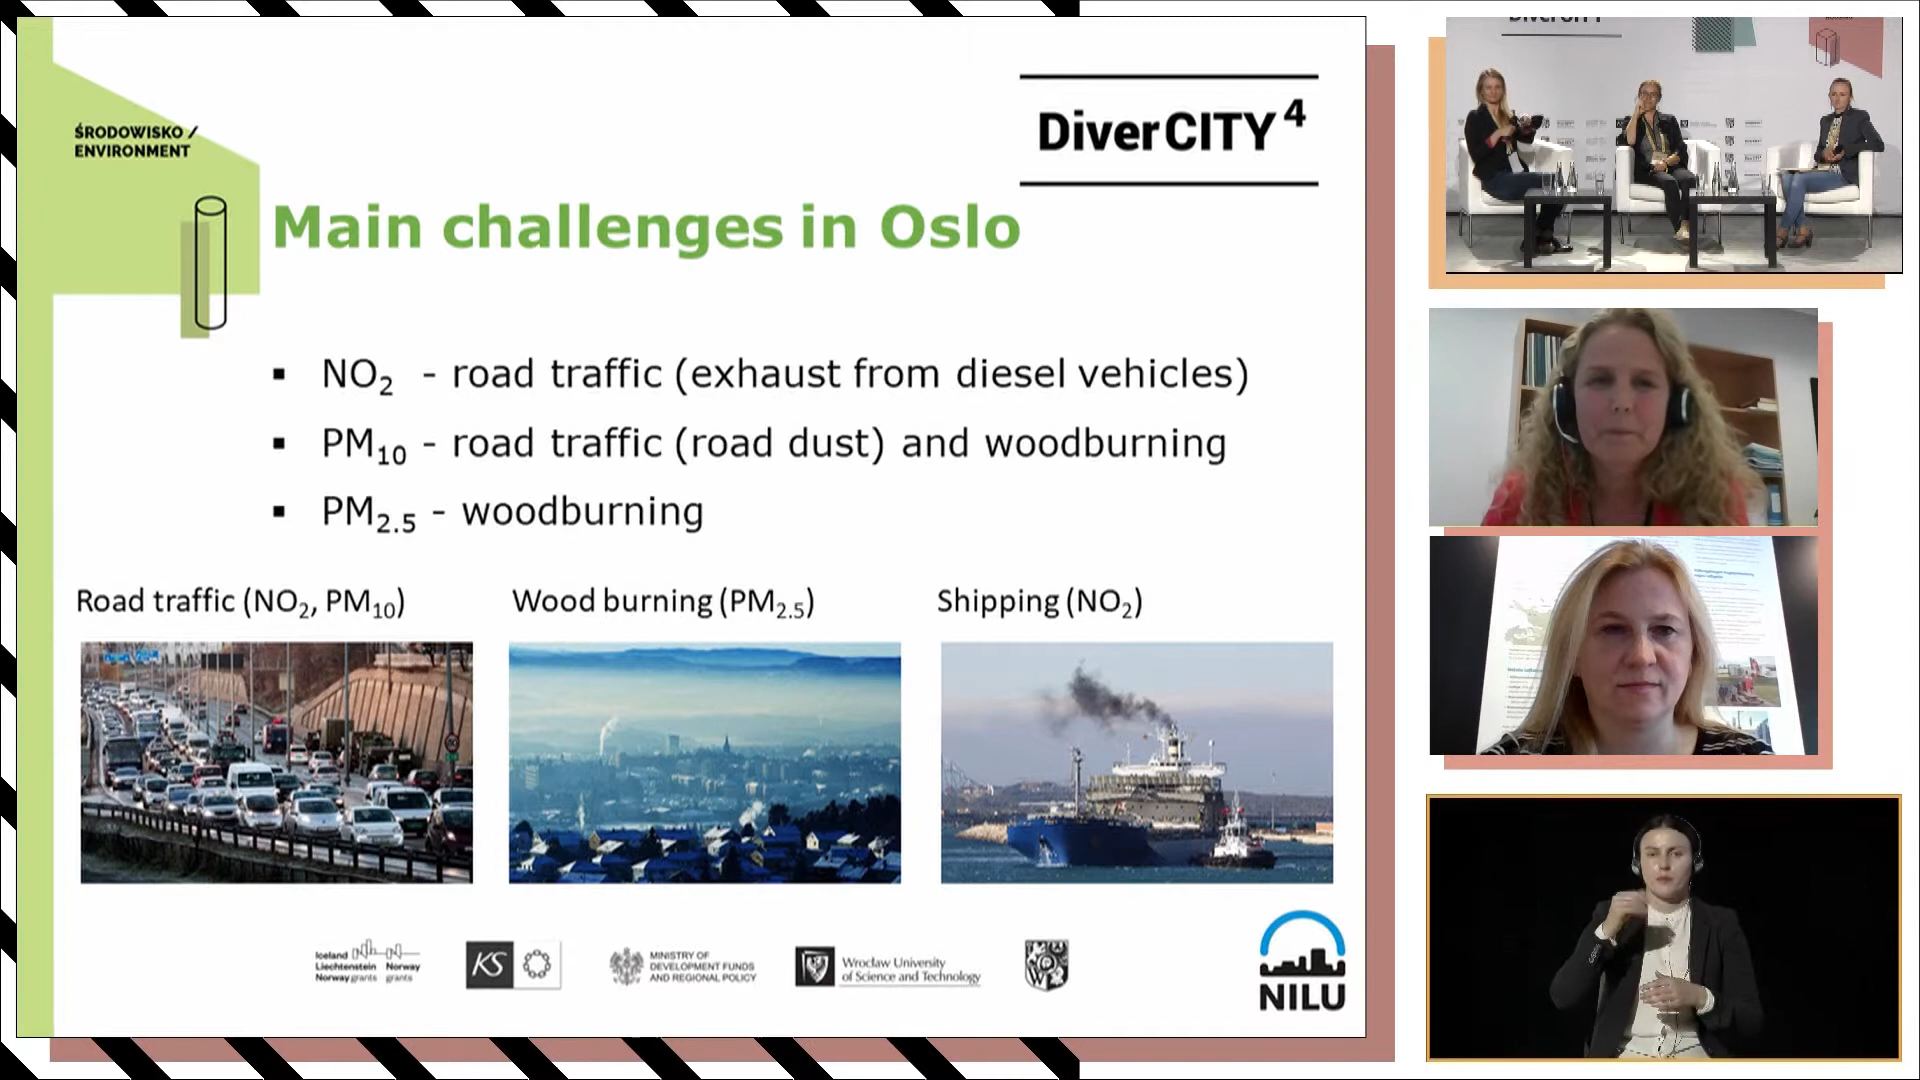 ŚRODOWISKO /
ENVIRONMENT
DiverCITY⁴
Main challenges in Oslo
▪ NO₂ - road traffic (exhaust from diesel vehicles)
▪ PM₁₀ - road traffic (road dust) and woodburning
▪ PM₂.₅ - woodburning
Road traffic (NO₂, PM₁₀)
Wood burning (PM₂.₅)
Shipping (NO₂)
Iceland
Liechtenstein
Norway grants
Norway
grants
KS
MINISTRY OF
DEVELOPMENT FUNDS
AND REGIONAL POLICY
Wrocław University
of Science and Technology
NILU